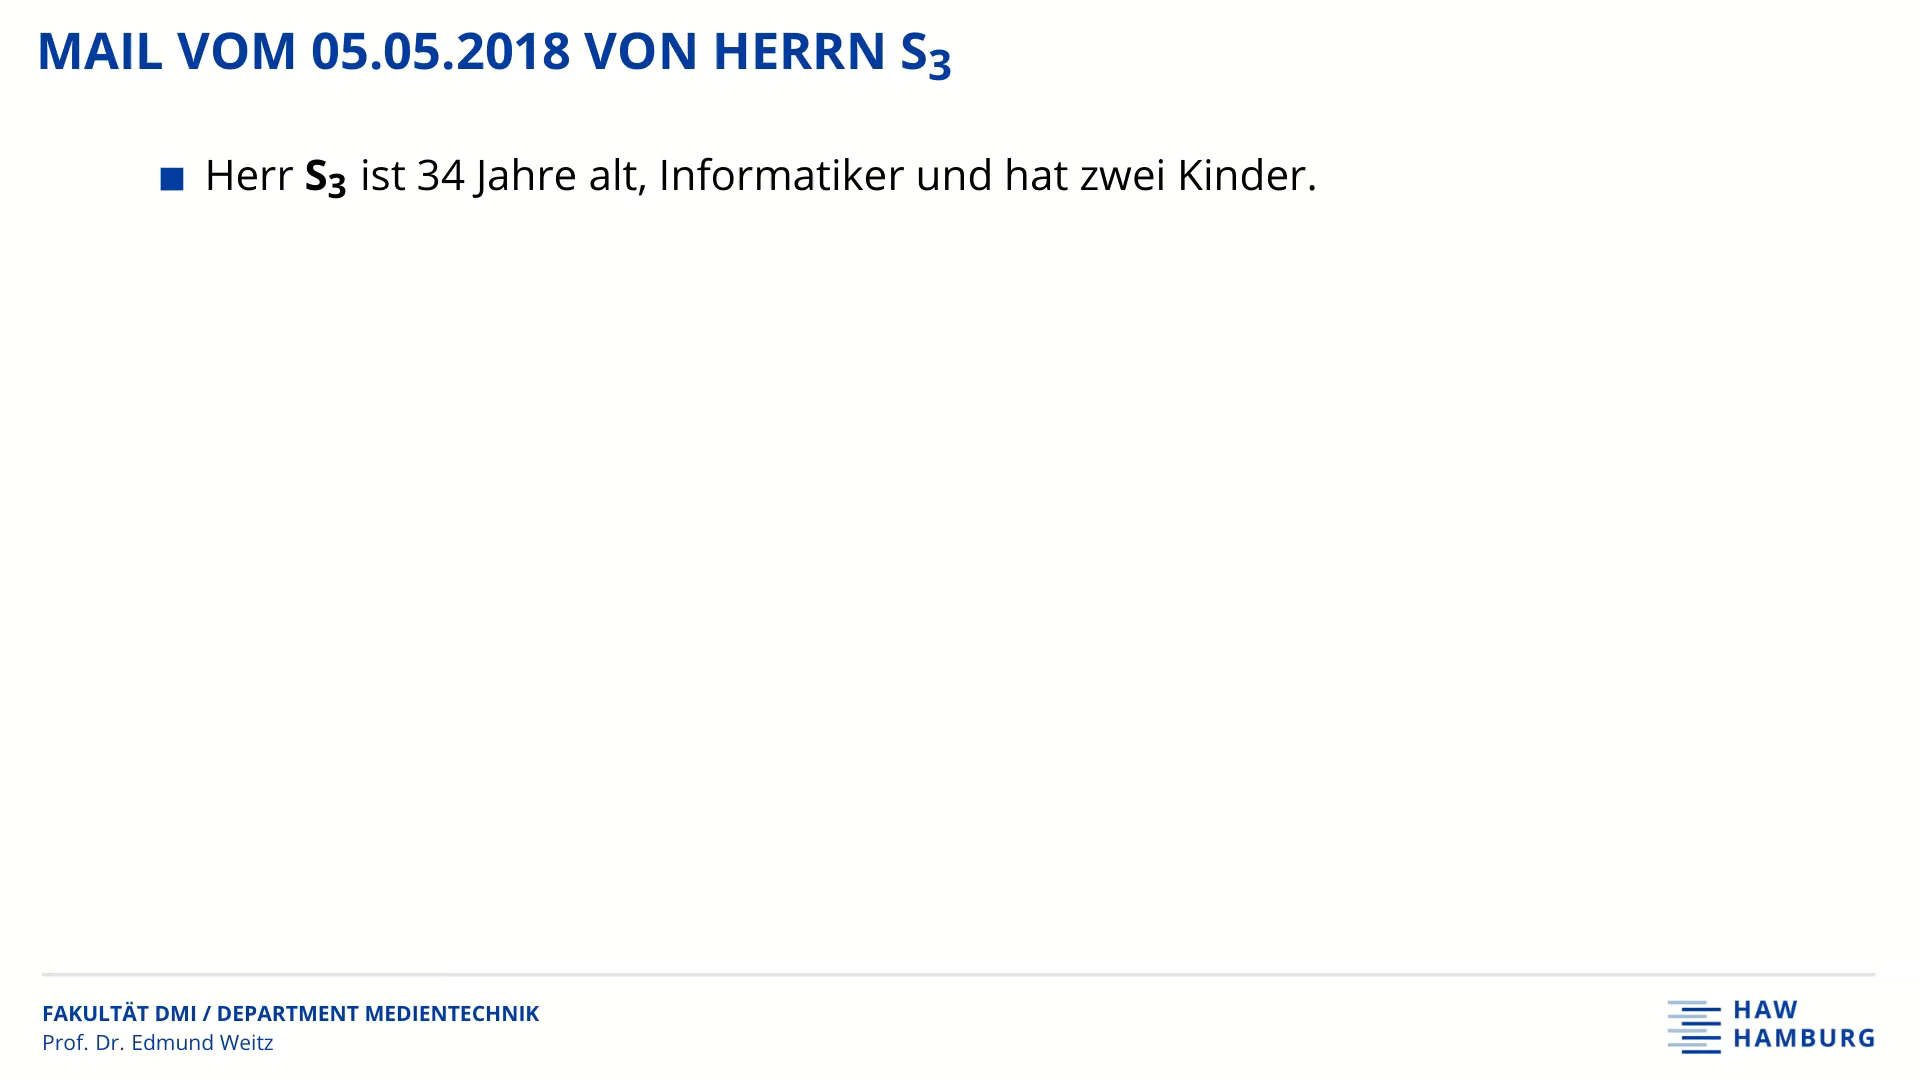 MAIL VOM 05.05.2018 VON HERRN S₃
■ Herr S₃ ist 34 Jahre alt, Informatiker und hat zwei Kinder.
FAKULTÄT DMI / DEPARTMENT MEDIENTECHNIK
Prof. Dr. Edmund Weitz
HAW
HAMBURG